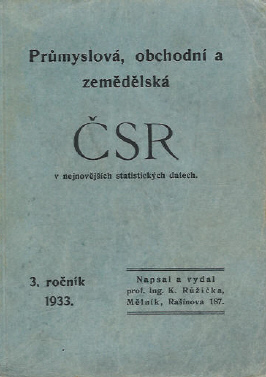 Průmyslová, obchodní a
zemědělská
ČSR
v nejnovějších statistických datech.
3. ročník
1933.
Napsal a vydal
prof. Ing. K. Růžička,
Mělník, Rašínova 187.